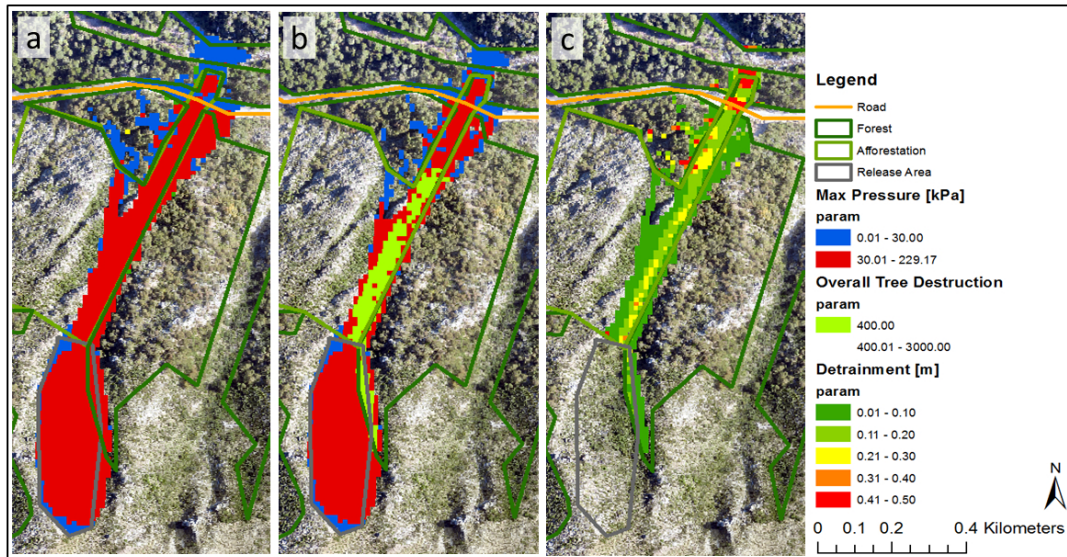 a
b
c
Legend
Road
Forest
Afforestation
Release Area
Max Pressure [kPa]
param
0.01 - 30.00
30.01 - 229.17
Overall Tree Destruction
param
400.00
400.01 - 3000.00
Detrainment [m]
param
0.01 - 0.10
0.11 - 0.20
0.21 - 0.30
0.31 - 0.40
0.41 - 0.50
N
0 0.1 0.2 0.4 Kilometers